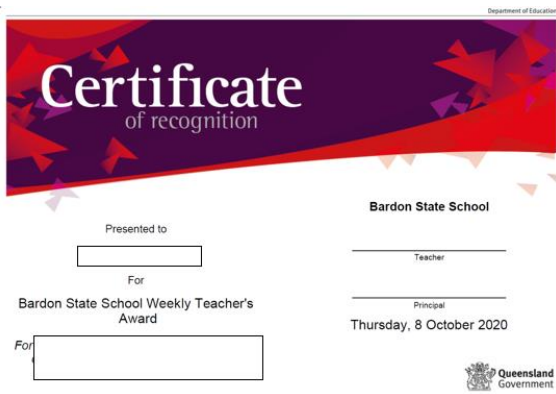 Department of Education
Certificate
of recognition
Bardon State School
Presented to
Teacher
For
Bardon State School Weekly Teacher's
Award
Principal
Thursday, 8 October 2020
For
Queensland
Government